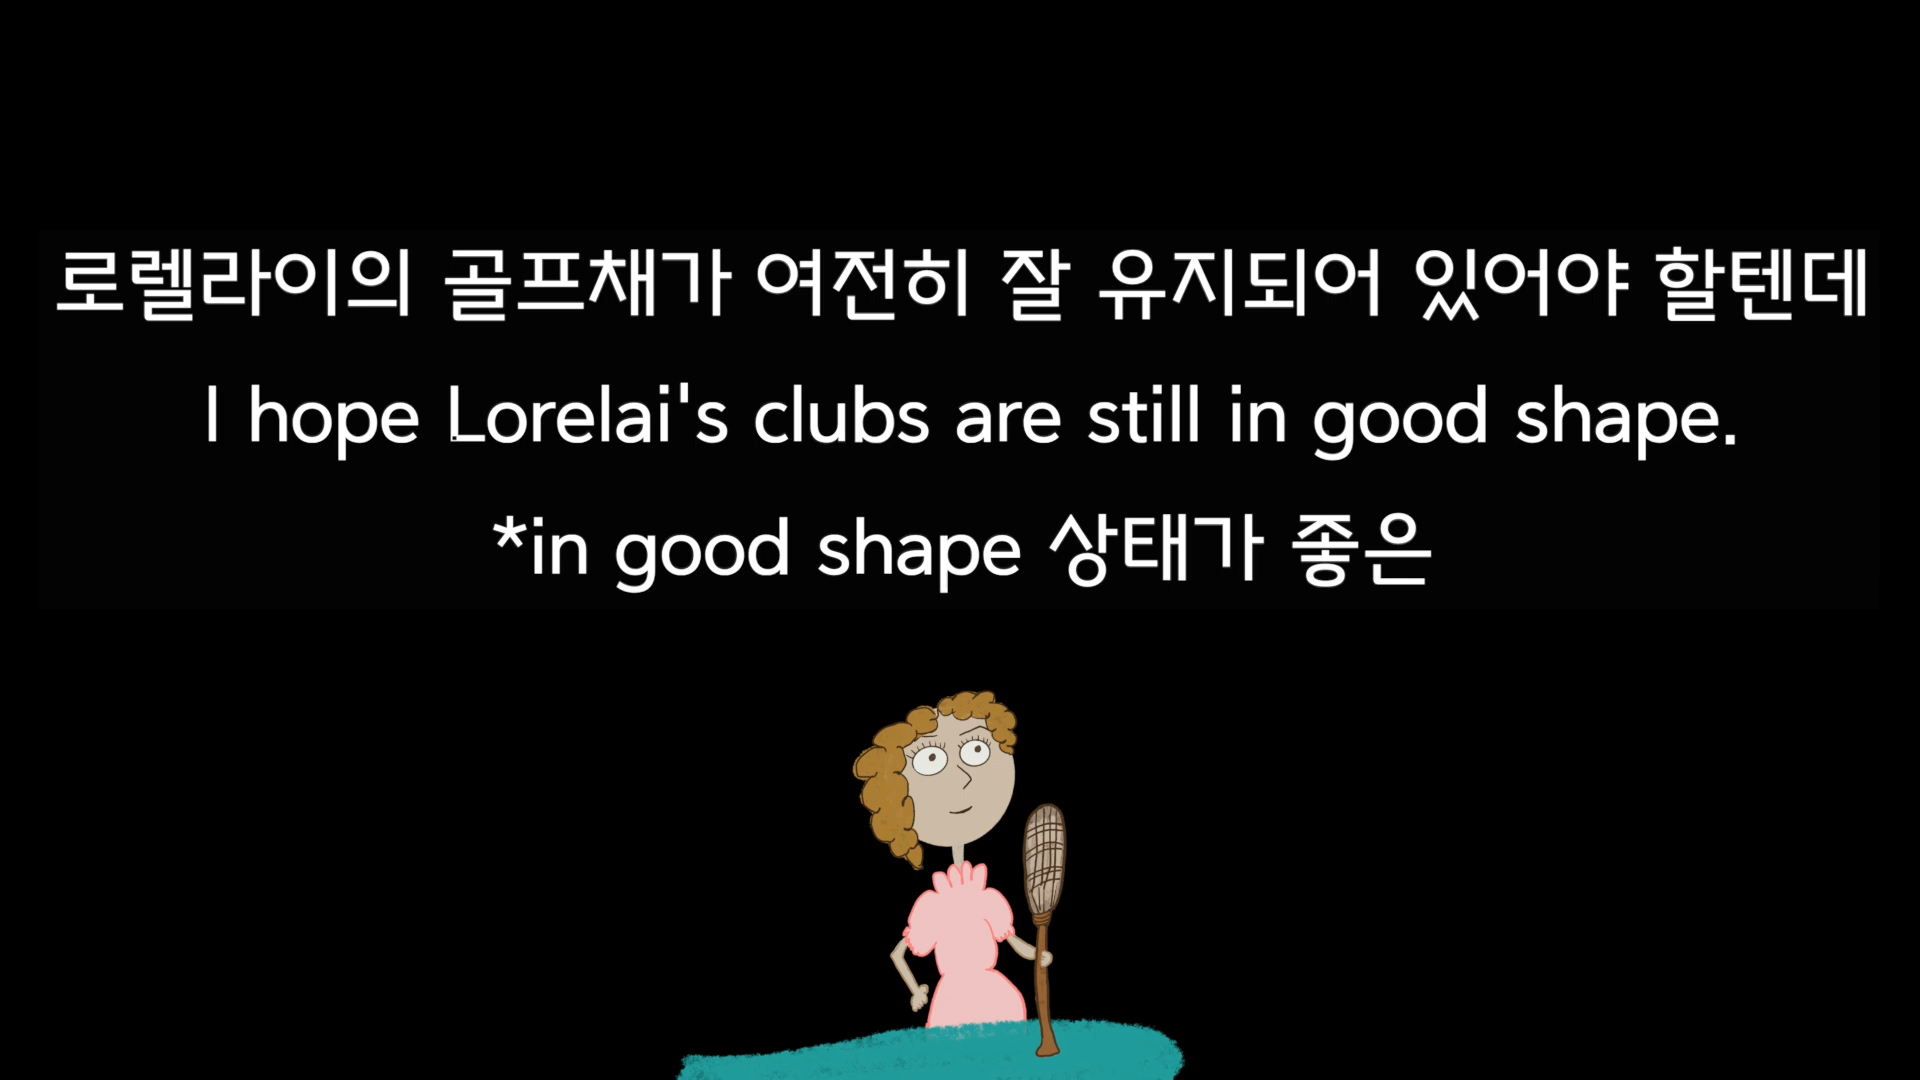 로렐라이의 골프채가 여전히 잘 유지되어 있어야 할텐데
I hope Lorelai's clubs are still in good shape.
*in good shape 상태가 좋은